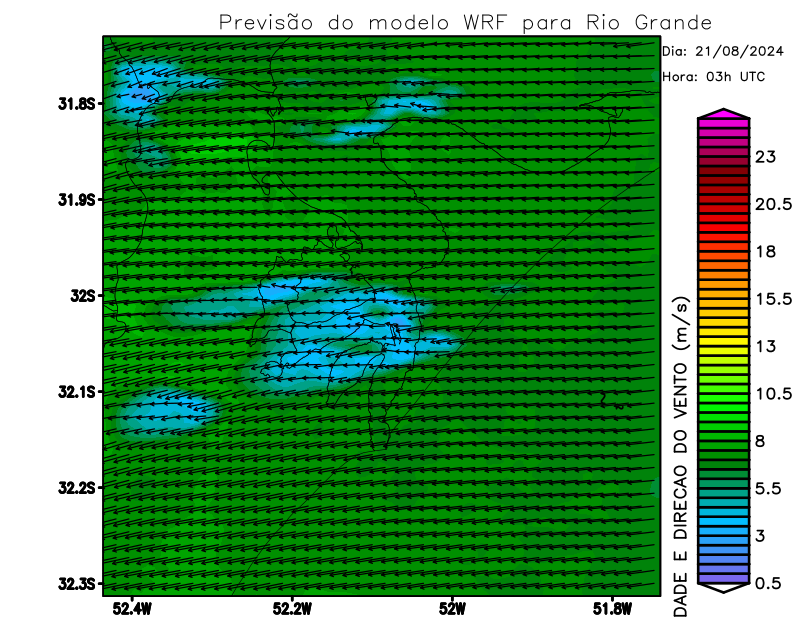 Previsão do modelo WRF para Rio Grande
Dia: 21/08/2024
Hora: 03h UTC
31.8S
31.9S
32S
32.1S
32.2S
32.3S
52.4W
52.2W
52W
51.8W
23
20.5
18
15.5
13
10.5
8
5.5
3
0.5
DADE E DIRECAO DO VENTO (m/s)